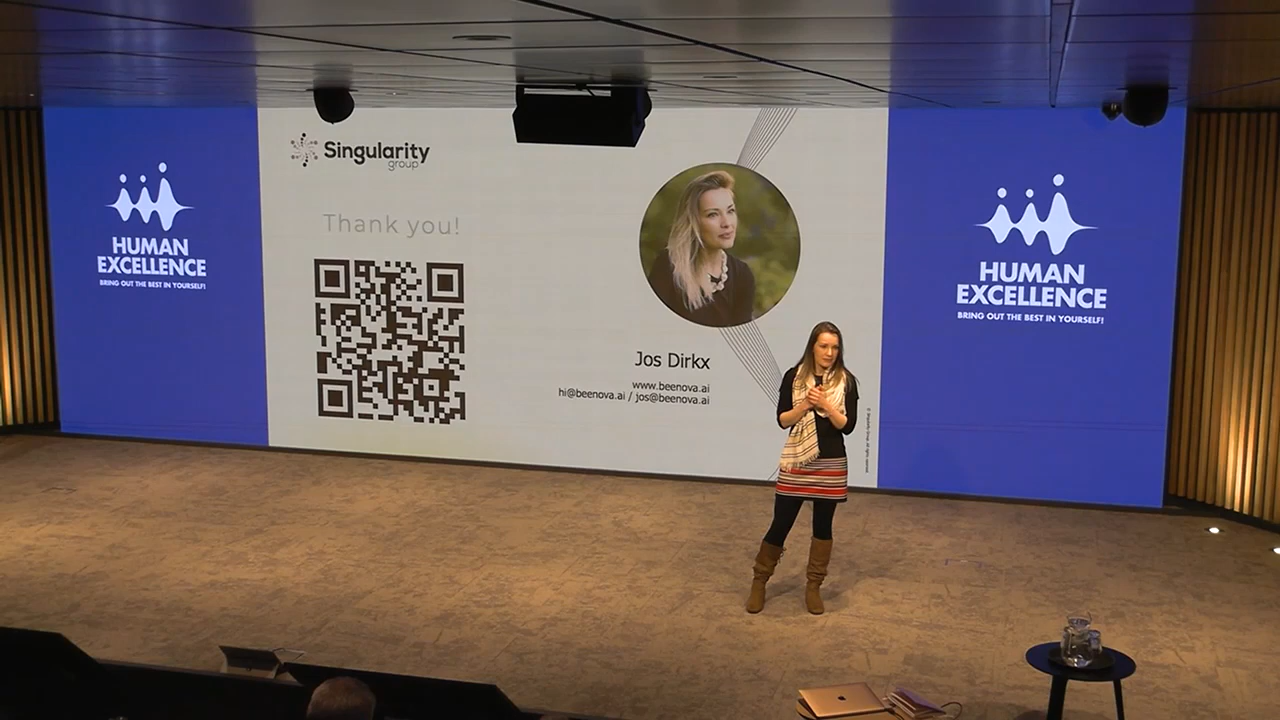 HUMAN
EXCELLENCE
BRING OUT THE BEST IN YOURSELF!
Singularity
group
Thank you!
Jos Dirkx
www.beenova.ai
hi@beenova.ai / jos@beenova.ai
HUMAN
EXCELLENCE
BRING OUT THE BEST IN YOURSELF!